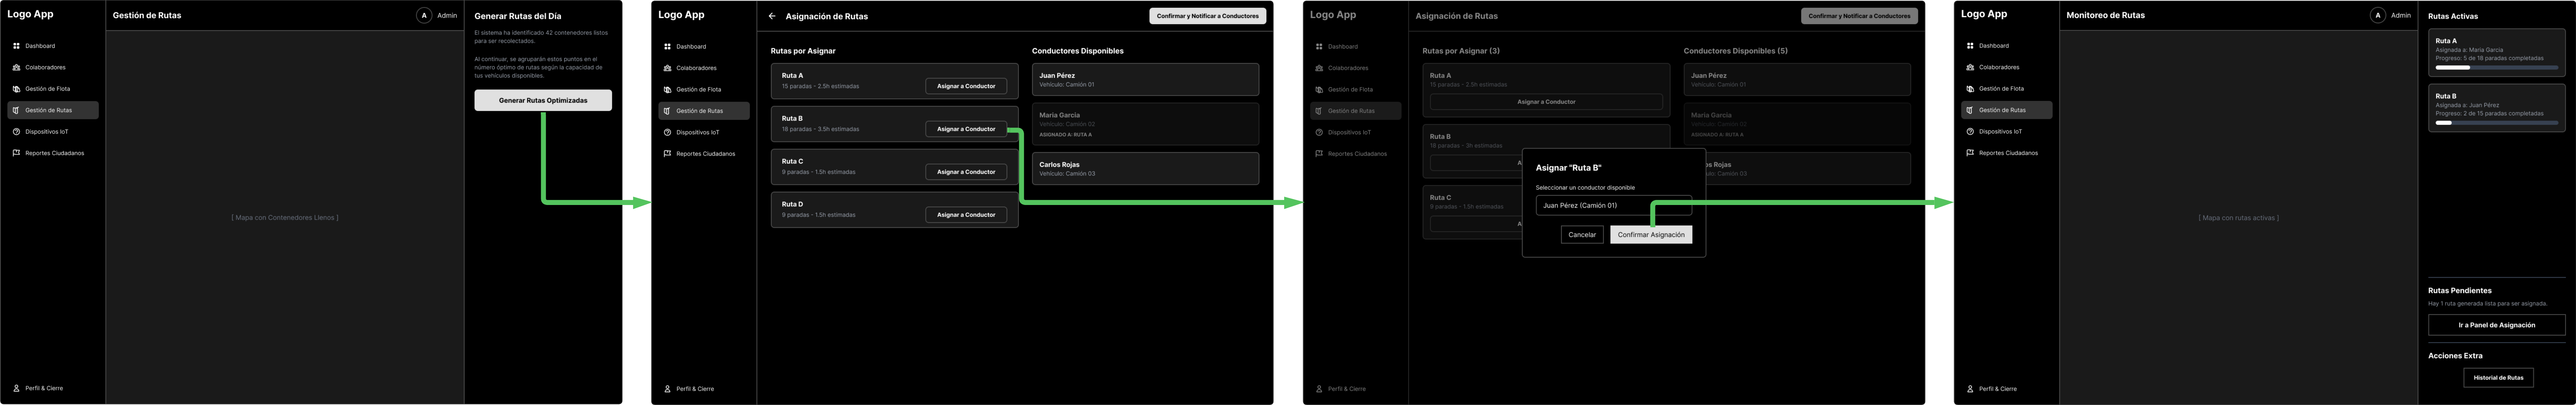 Logo App
Dashboard
Colaboradores
Gestión de Flota
Gestión de Rutas
Dispositivos IoT
Reportes Ciudadanos
Perfil & Cierre
Gestión de Rutas
A
Admin
[ Mapa con Contenedores Llenos ]
Generar Rutas del Día
El sistema ha identificado 42 contenedores listos
para ser recolectados.
Al continuar, se agruparán estos puntos en el
número óptimo de rutas según la capacidad de
tus vehículos disponibles.
Generar Rutas Optimizadas
Logo App
Dashboard
Colaboradores
Gestión de Flota
Gestión de Rutas
Dispositivos IoT
Reportes Ciudadanos
Perfil & Cierre
Asignación de Rutas
Confirmar y Notificar a Conductores
Rutas por Asignar
Ruta A
15 paradas - 2.5h estimadas
Asignar a Conductor
Ruta B
18 paradas - 3.5h estimadas
Asignar a Conductor
Ruta C
9 paradas - 1.5h estimadas
Asignar a Conductor
Ruta D
9 paradas - 1.5h estimadas
Asignar a Conductor
Conductores Disponibles
Juan Pérez
Vehículo: Camión 01
Maria Garcia
Vehículo: Camión 02
ASIGNADO A: RUTA A
Carlos Rojas
Vehículo: Camión 03
Logo App
Dashboard
Colaboradores
Gestión de Flota
Gestión de Rutas
Dispositivos IoT
Reportes Ciudadanos
Perfil & Cierre
Asignación de Rutas
Confirmar y Notificar a Conductores
Rutas por Asignar (3)
Ruta A
15 paradas - 2.5h estimadas
Asignar a Conductor
Ruta B
18 paradas - 3h estimadas
A
Ruta C
9 paradas - 1.5h estimadas
A
Conductores Disponibles (5)
Juan Pérez
Vehículo: Camión 01
Maria Garcia
Vehículo: Camión 02
ASIGNADO A: RUTA A
os Rojas
ulo: Camión 03
Asignar "Ruta B"
Seleccionar un conductor disponible
Juan Pérez (Camión 01)
Cancelar
Confirmar Asignación
Logo App
Dashboard
Colaboradores
Gestión de Flota
Gestión de Rutas
Dispositivos IoT
Reportes Ciudadanos
Perfil & Cierre
Monitoreo de Rutas
A
Admin
[ Mapa con rutas activas ]
Rutas Activas
Ruta A
Asignada a: Maria Garcia
Progreso: 5 de 18 paradas completadas
Ruta B
Asignada a: Juan Pérez
Progreso: 2 de 15 paradas completadas
Rutas Pendientes
Hay 1 ruta generada lista para ser asignada.
Ir a Panel de Asignación
Acciones Extra
Historial de Rutas